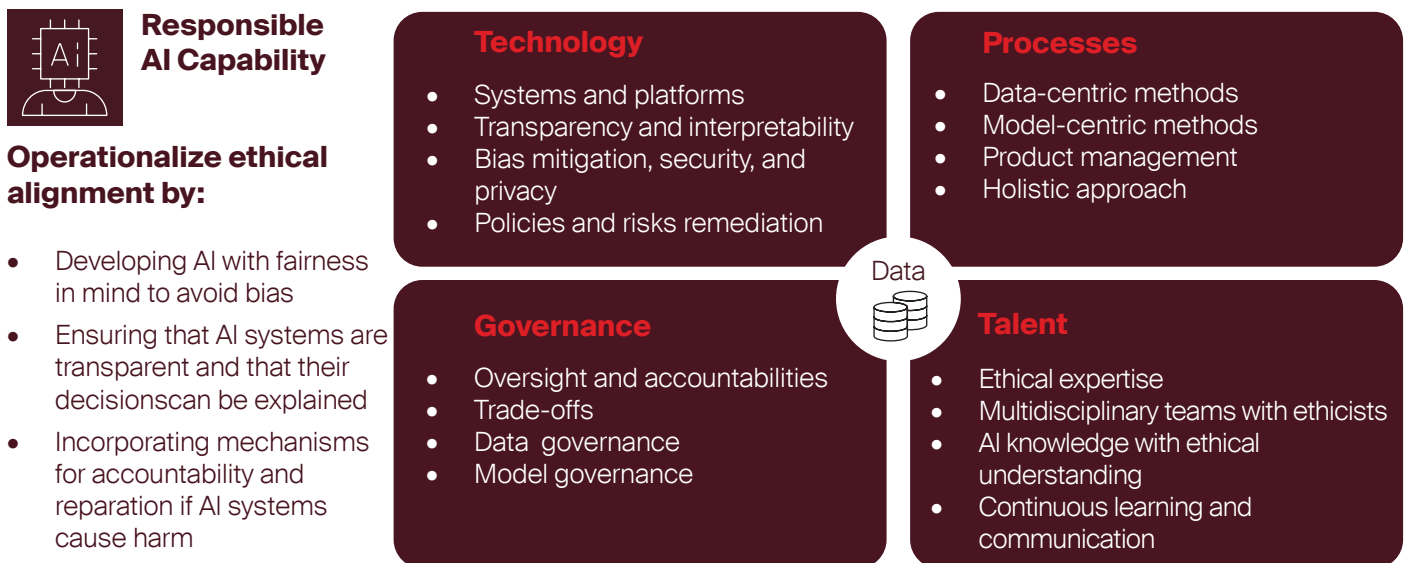 AI
Responsible
AI Capability
Operationalize ethical
alignment by:
• Developing AI with fairness
in mind to avoid bias
• Ensuring that AI systems are
transparent and that their
decisionscan be explained
• Incorporating mechanisms
for accountability and
reparation if AI systems
cause harm
Technology
• Systems and platforms
• Transparency and interpretability
• Bias mitigation, security, and
privacy
• Policies and risks remediation
Processes
• Data-centric methods
• Model-centric methods
• Product management
• Holistic approach
Data
Governance
• Oversight and accountabilities
• Trade-offs
• Data  governance
• Model governance
Talent
• Ethical expertise
• Multidisciplinary teams with ethicists
• AI knowledge with ethical
understanding
• Continuous learning and
communication